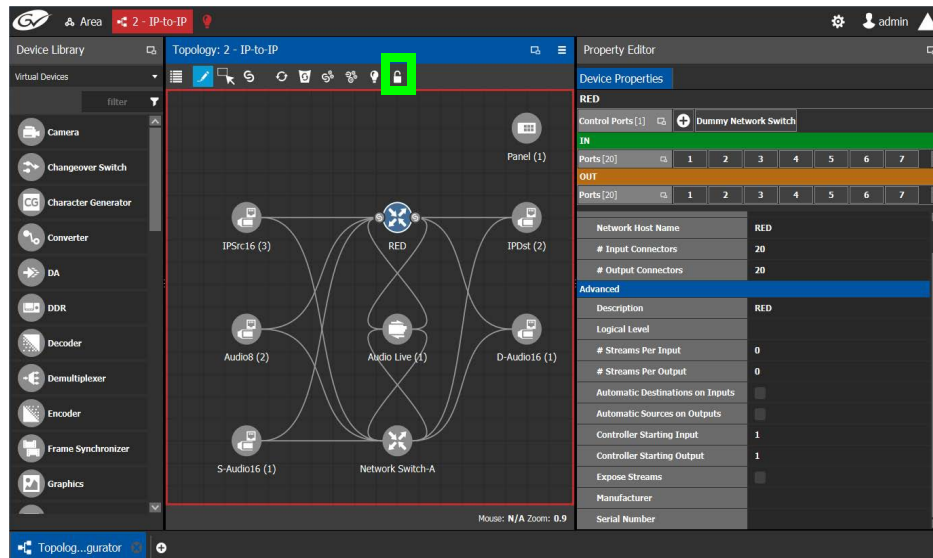 GV Area 2 - IP-to-IP admin
Device Library
Topology: 2 - IP-to-IP
Property Editor
Virtual Devices
filter
Camera
Changeover Switch
CG Character Generator
Converter
DA
DDR
Decoder
Demultiplexer
Encoder
Frame Synchronizer
Graphics
Panel (1)
IPSrc16 (3)
RED
IPDst (2)
Audio8 (2)
Audio Live (1)
D-Audio16 (1)
S-Audio16 (1)
Network Switch-A
Mouse: N/A Zoom: 0.9
Device Properties
RED
Control Ports [1] Dummy Network Switch
IN
Ports [20] 1 2 3 4 5 6 7
OUT
Ports [20] 1 2 3 4 5 6 7
Network Host Name RED
# Input Connectors 20
# Output Connectors 20
Advanced
Description RED
Logical Level
# Streams Per Input 0
# Streams Per Output 0
Automatic Destinations on Inputs
Automatic Sources on Outputs
Controller Starting Input 1
Controller Starting Output 1
Expose Streams
Manufacturer
Serial Number
Topolog...gurator